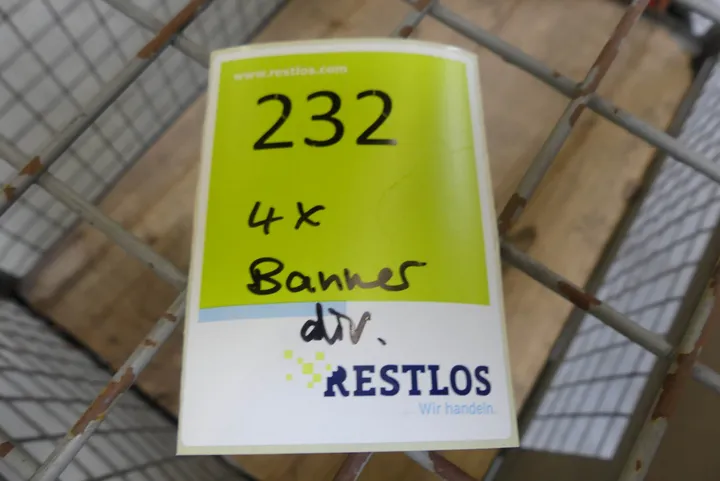 www.restlos.com
232
4x
Banner
div.
RESTLOS
Wir handeln.